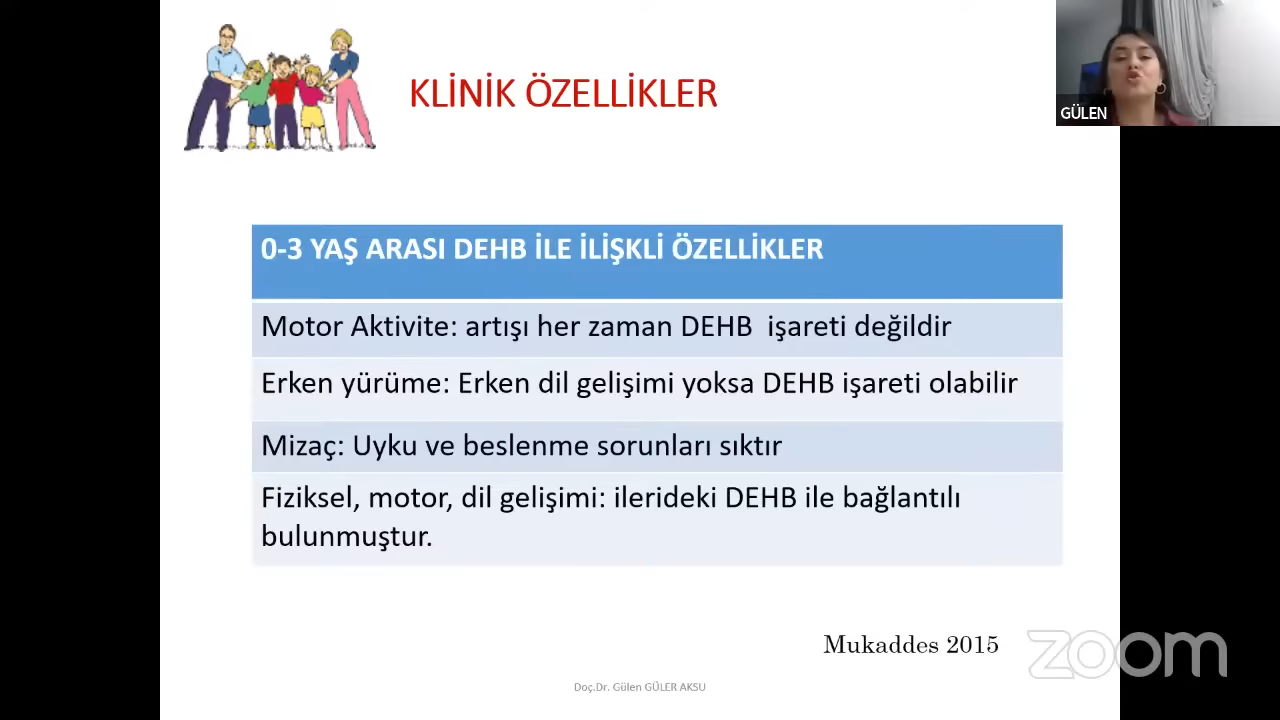 KLİNİK ÖZELLİKLER
GÜLEN
0-3 YAŞ ARASI DEHB İLE İLİŞKLİ ÖZELLİKLER
Motor Aktivite: artışı her zaman DEHB işareti değildir
Erken yürüme: Erken dil gelişimi yoksa DEHB işareti olabilir
Mizaç: Uyku ve beslenme sorunları sıktır
Fiziksel, motor, dil gelişimi: ilerideki DEHB ile bağlantılı
bulunmuştur.
Mukaddes 2015
zoom
Doç.Dr. Gülen GÜLER AKSU